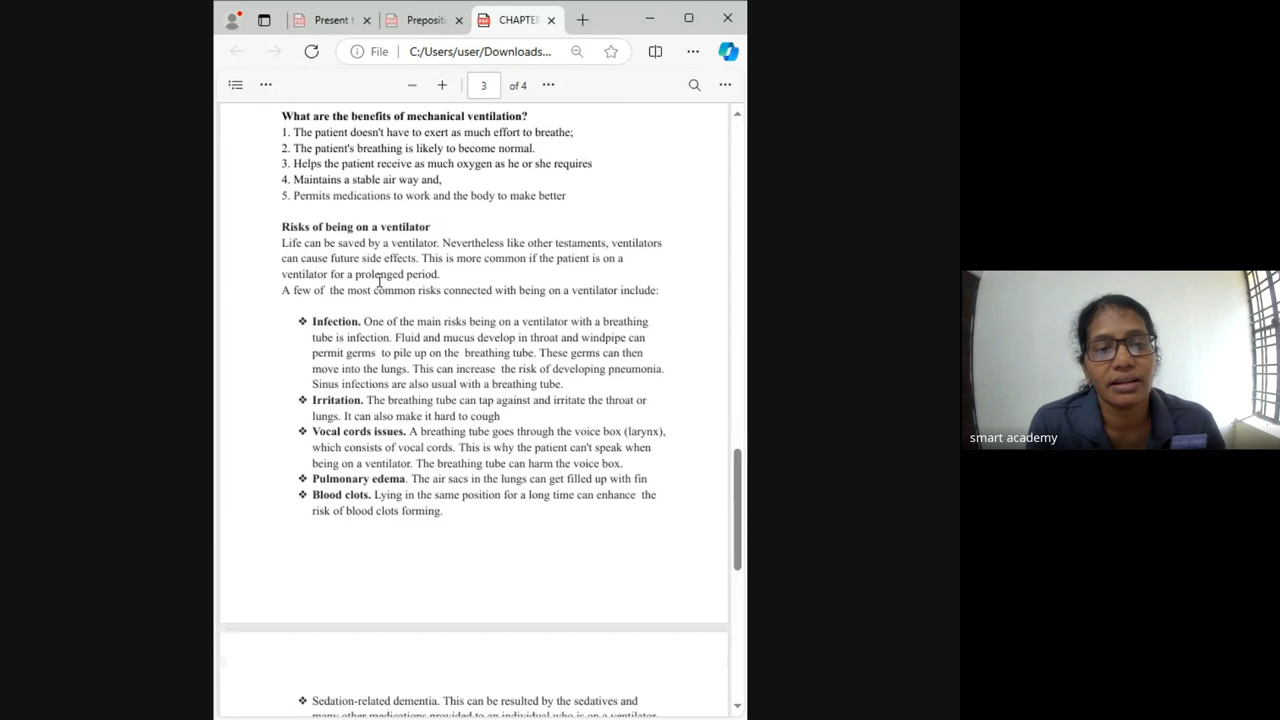 Present
Preposit
CHAPTER
File
C:/Users/user/Downloads...
3
of 4
What are the benefits of mechanical ventilation?
1. The patient doesn't have to exert as much effort to breathe;
2. The patient's breathing is likely to become normal.
3. Helps the patient receive as much oxygen as he or she requires
4. Maintains a stable air way and,
5. Permits medications to work and the body to make better
Risks of being on a ventilator
Life can be saved by a ventilator. Nevertheless like other testaments, ventilators
can cause future side effects. This is more common if the patient is on a
ventilator for a prolenged period.
A few of the most common risks connected with being on a ventilator include:
❖ Infection. One of the main risks being on a ventilator with a breathing
tube is infection. Fluid and mucus develop in throat and windpipe can
permit germs to pile up on the breathing tube. These germs can then
move into the lungs. This can increase the risk of developing pneumonia.
Sinus infections are also usual with a breathing tube.
❖ Irritation. The breathing tube can tap against and irritate the throat or
lungs. It can also make it hard to cough
❖ Vocal cords issues. A breathing tube goes through the voice box (larynx),
which consists of vocal cords. This is why the patient can't speak when
being on a ventilator. The breathing tube can harm the voice box.
❖ Pulmonary edema. The air sacs in the lungs can get filled up with fin
❖ Blood clots. Lying in the same position for a long time can enhance the
risk of blood clots forming.
❖ Sedation-related dementia. This can be resulted by the sedatives and
many other medications provided to an individual who is on a ventilator
smart academy